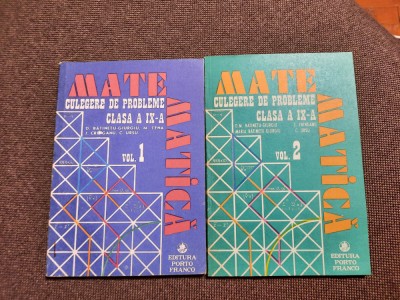 MATE
MATICĂ
CULEGERE DE PROBLEME
CLASA A IX-A
VOL. 1
EDITURA
PORTO
FRANCO
MATE
MATICĂ
CULEGERE DE PROBLEME
CLASA A IX-A
VOL. 2
EDITURA
PORTO
FRANCO